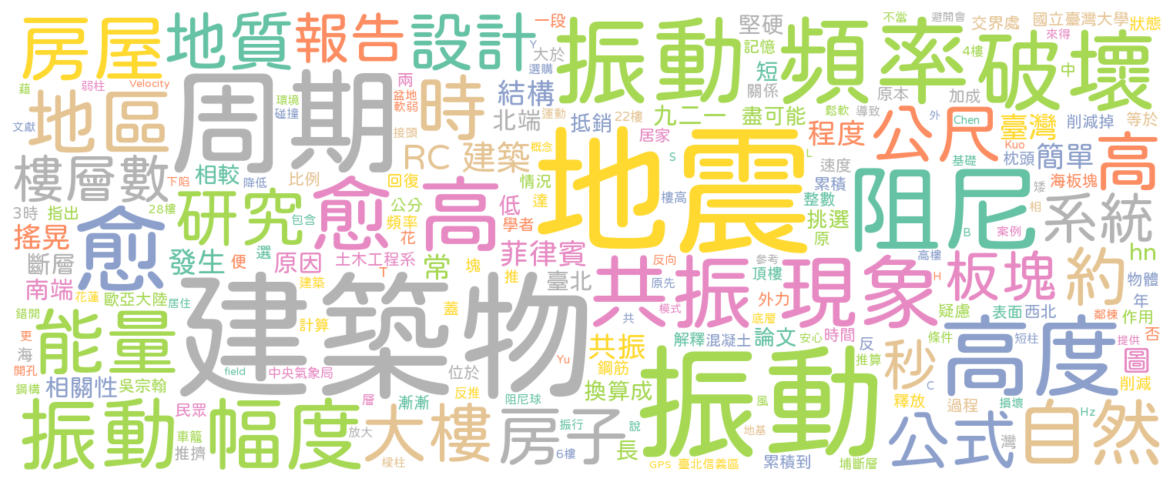 房屋
地質
報告
設計
一段
Y
大於
振動
堅硬
記憶
短
關係
頻率
不當
避開會
交界處
國立臺灣大學
狀態
來得
4樓
中
破壞
藉
弱柱
Velocity
地區
周期
環境
碰撞
兩
盆地
軟弱
時
選購
結構
運動
北端
抵銷
22樓
九二一
盡可能
原本
加成
鬆軟
導致
程度
公尺
外
Chen
Kuo
臺灣
等於
削減掉
文獻
接頭
概念
居家
RC
建築
枕頭
簡單
高
基礎
樓層數
下陷
相較
降低
比例
回復
情況
地震
S
L
速度
累積
整數
海板塊
矮
阻尼
3時
指出
28樓
研究
包含
公分
頻率
愈
高
低
達
學者
樓高
挑選
原
相
B
案例
系統
搖晃
愈
花
便
選
發生
原因
土木工程系
常
菲律賓
反向
參考
頂樓
hn
斷層
南端
花蓮
歐亞大陸
T
塊
推
臺北
共振
現象
原先
外力
H
板塊
疑慮
表面
西北
約
物體
年
作用
錯開
居住
建築
建築物
蓋
模式
底層
共
鄰棟
提供
否
更
海
能量
計算
共振
解釋
混凝土
論文
安心
時間
反
條件
短柱
圖
開孔
field
中央氣象局
位於
Yu
鋼筋
推算
秒
高度
削減
鋼構
相關性
吳宗翰
反推
換算成
C
釋放
振動
民眾
層
漸漸
阻尼球
振動
風
過程
損壞
Hz
幅度
車籠
推擠
放大
大樓
樑柱
房子
振行
說
6樓
長
地基
GPS
臺北信義區
累積到
埔斷層
公式
灣
自然